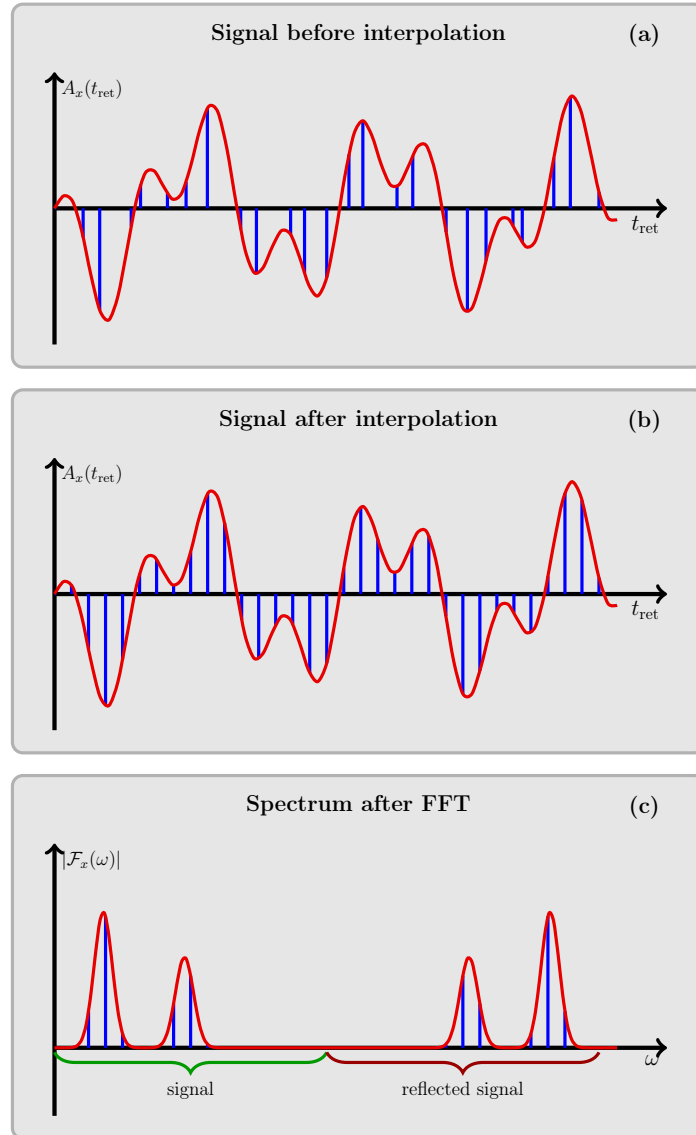 Signal before interpolation (a)
A_x(t_ret)
t_ret
Signal after interpolation (b)
A_x(t_ret)
t_ret
Spectrum after FFT (c)
|ℱ_x(ω)|
ω
signal reflected signal